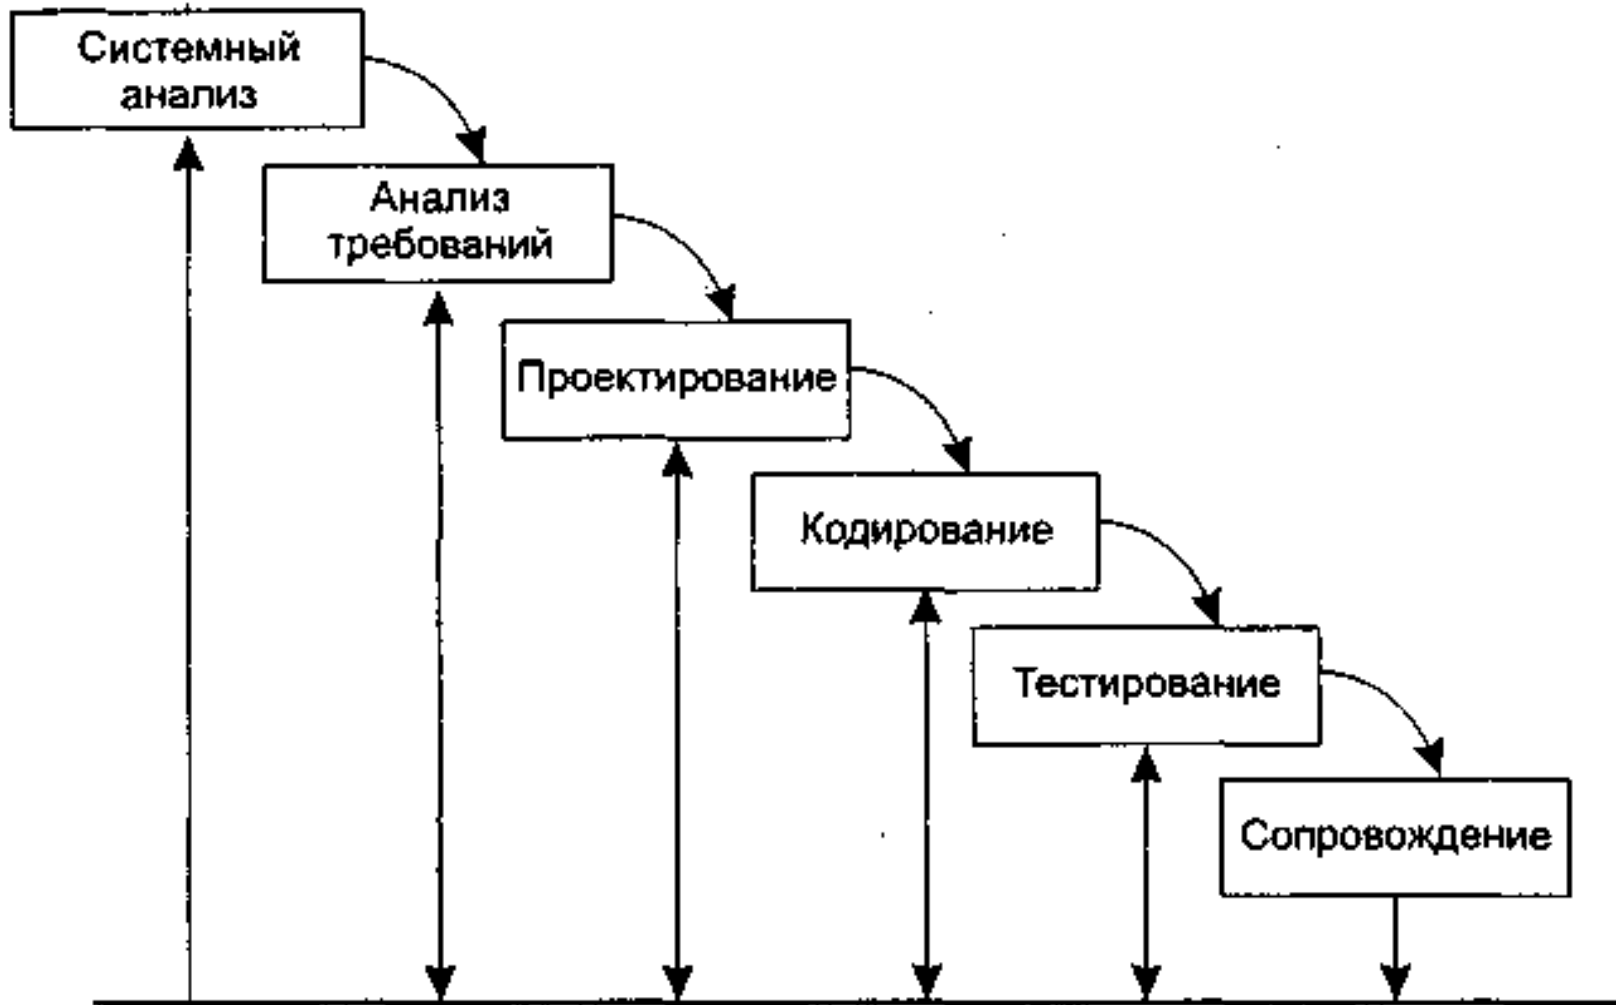 Системный
анализ
Анализ
требований
Проектирование
Кодирование
Тестирование
Сопровождение